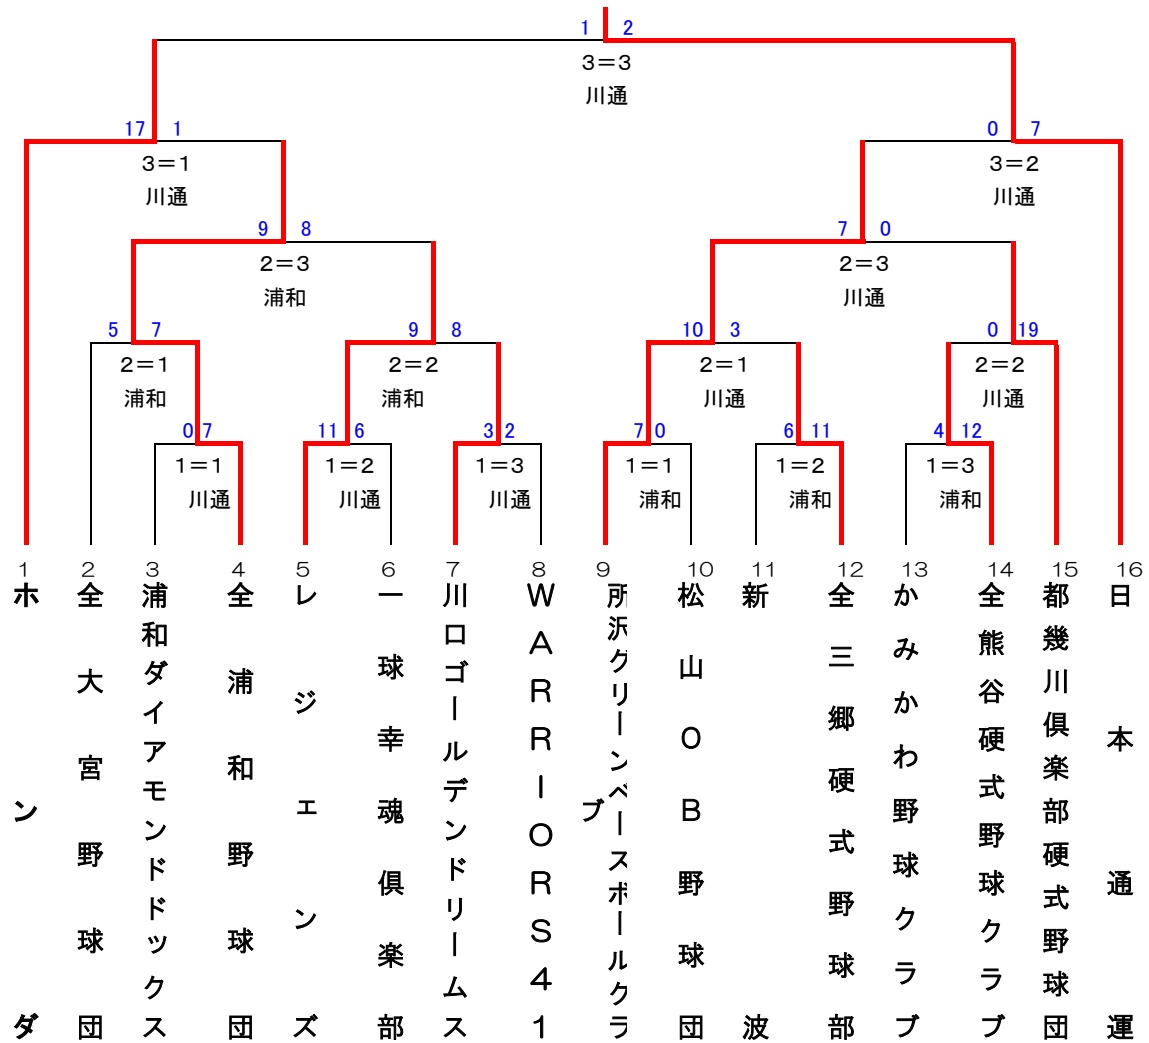 1 2
3=3
川通
17 1
0 7
3=1
3=2
川通
川通
9 8
7 0
2=3
2=3
浦和
川通
5 7
9 8
10 3
0 19
2=1
2=2
2=1
2=2
浦和
浦和
川通
川通
0 7
11 6
3 2
7 0
6 11
4 12
1=1
1=2
1=3
1=1
1=2
1=3
川通
川通
川通
浦和
浦和
浦和
1 2 3 4 5 6 7 8 9 10 11 12 13 14 15 16
ホンダ
全大宮野球団
浦和ダイアモンドドックス
全浦和野球団
レジェンズ
一球幸魂倶楽部
川口ゴールデンドリームス
WARRIORS41
所沢グリーンベースボールクラブ
松山OB野球団
新波
全三郷硬式野球部
かみかわ野球クラブ
全熊谷硬式野球クラブ
都幾川倶楽部硬式野球団
日本通運